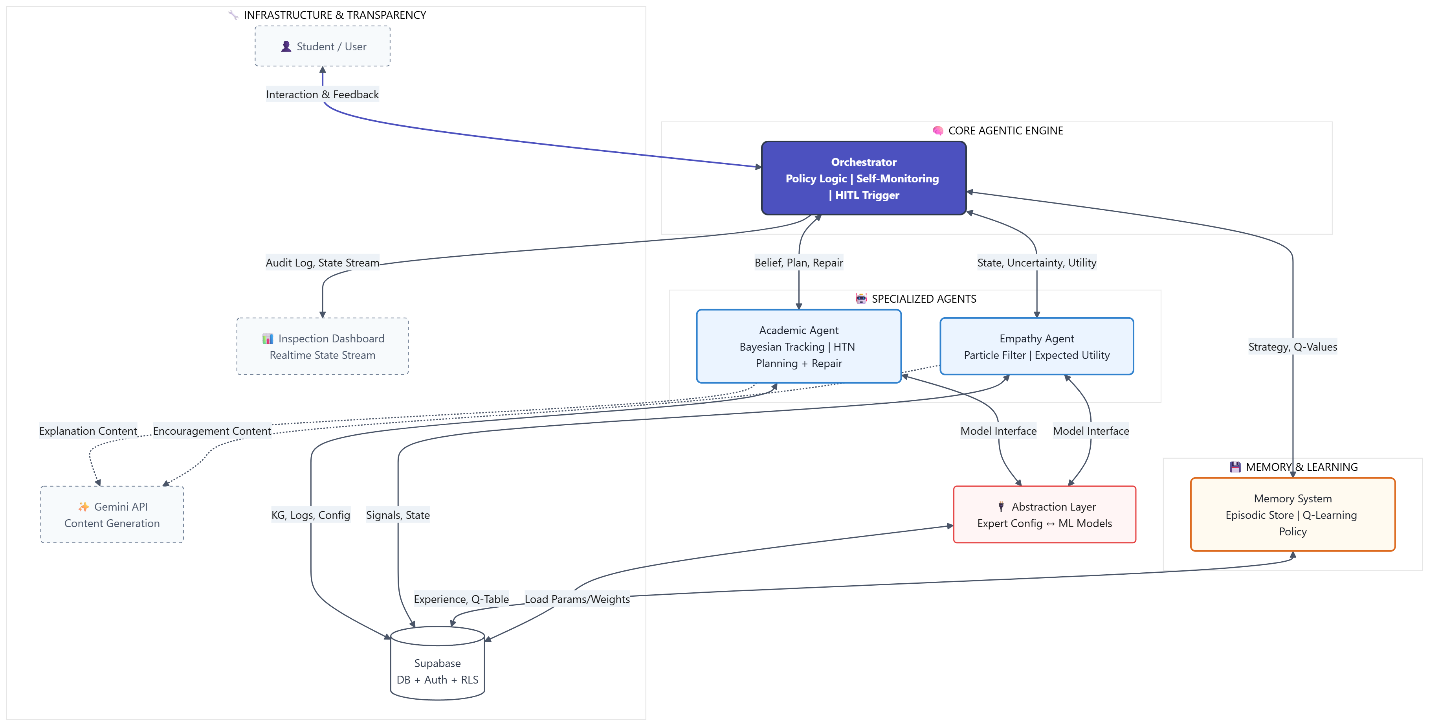 🔧 INFRASTRUCTURE & TRANSPARENCY
👤 Student / User
Interaction & Feedback
🧠 CORE AGENTIC ENGINE
Orchestrator
Policy Logic | Self-Monitoring
| HITL Trigger
Audit Log, State Stream
Belief, Plan, Repair
State, Uncertainty, Utility
🤖 SPECIALIZED AGENTS
📊 Inspection Dashboard
Realtime State Stream
Academic Agent
Bayesian Tracking | HTN
Planning + Repair
Empathy Agent
Particle Filter | Expected Utility
Strategy, Q-Values
Explanation Content
Encouragement Content
Model Interface
Model Interface
💾 MEMORY & LEARNING
✨ Gemini API
Content Generation
KG, Logs, Config
Signals, State
🔌 Abstraction Layer
Expert Config ↔ ML Models
Memory System
Episodic Store | Q-Learning
Policy
Experience, Q-Table
Load Params/Weights
Supabase
DB + Auth + RLS